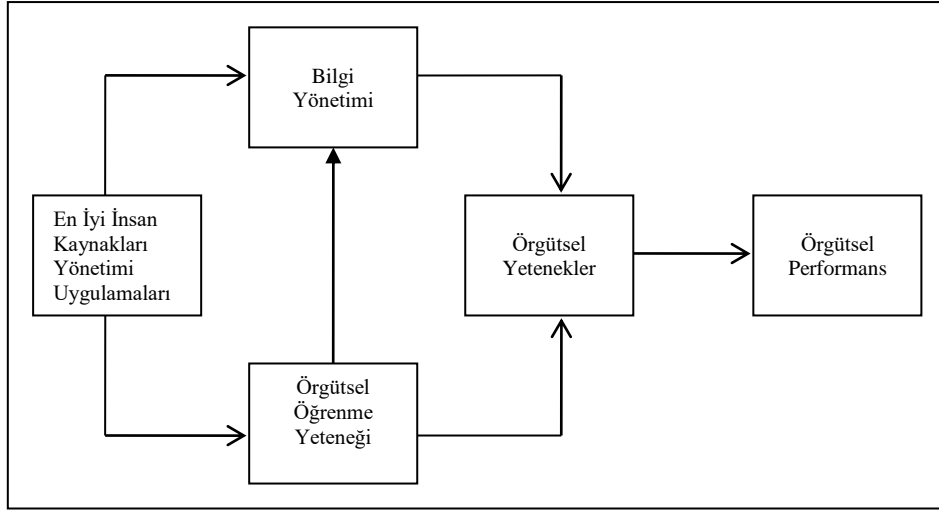 Bilgi
Yönetimi
En İyi İnsan
Kaynakları
Yönetimi
Uygulamaları
Örgütsel
Yetenekler
Örgütsel
Performans
Örgütsel
Öğrenme
Yeteneği